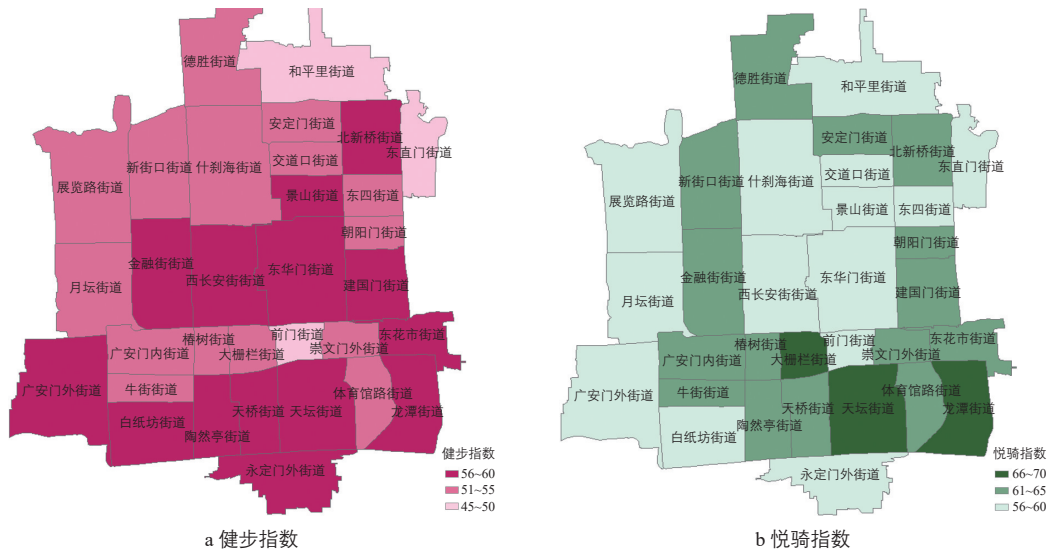 德胜街道
和平里街道
安定门街道
北新桥街道
东直门街道
新街口街道
什刹海街道
交道口街道
展览路街道
景山街道
东四街道
朝阳门街道
金融街街道
西长安街街道
东华门街道
建国门街道
月坛街道
椿树街道
前门街道
东花市街道
广安门内街道
大栅栏街道
崇文门外街道
广安门外街道
牛街街道
体育馆路街道
白纸坊街道
陶然亭街道
天桥街道
天坛街道
龙潭街道
永定门外街道
健步指数
56~60
51~55
45~50
a 健步指数
德胜街道
和平里街道
安定门街道
北新桥街道
东直门街道
新街口街道
什刹海街道
交道口街道
展览路街道
景山街道
东四街道
朝阳门街道
金融街道
西长安街街道
东华门街道
建国门街道
月坛街道
椿树街道
前门街道
东花市街道
广安门内街道
大栅栏街道
崇文门外街道
广安门外街道
牛街街道
体育馆路街道
白纸坊街道
陶然亭街道
天桥街道
天坛街道
龙潭街道
永定门外街道
悦骑指数
66~70
61~65
56~60
b 悦骑指数